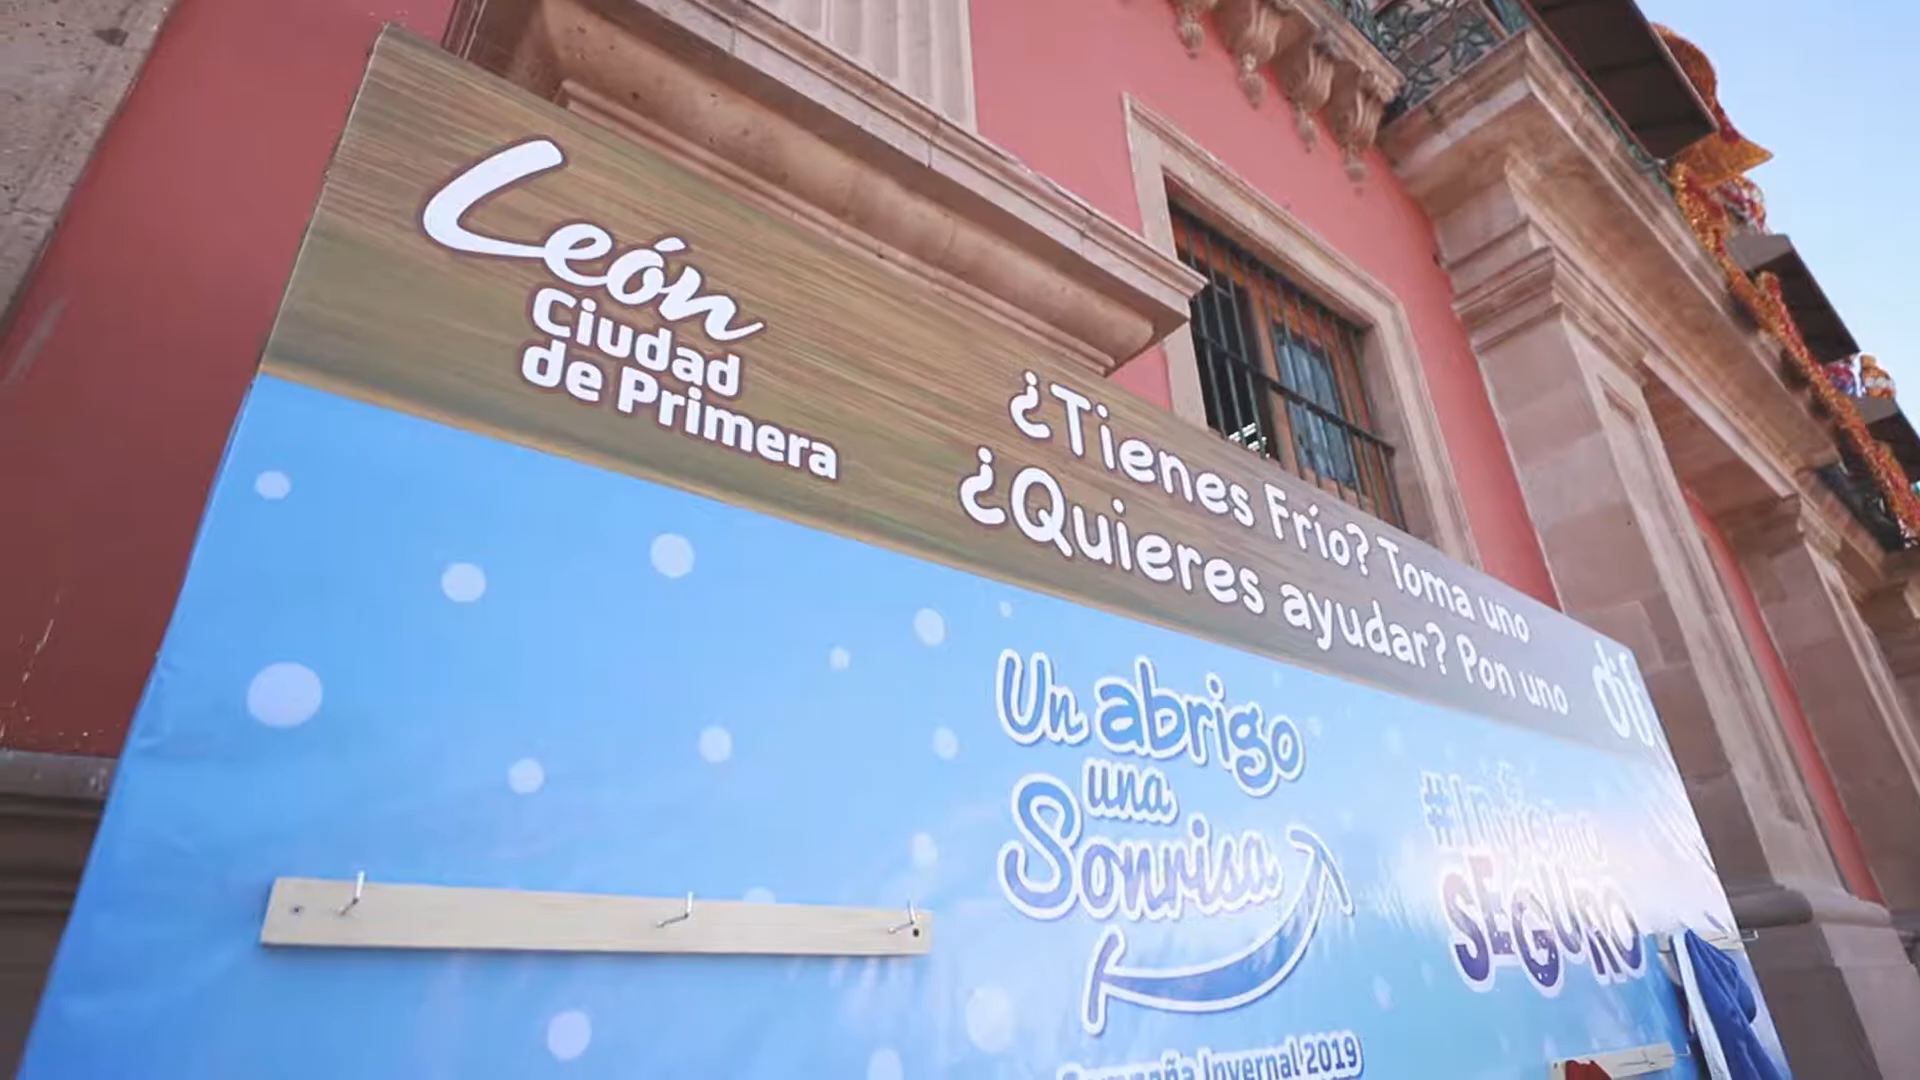 León
Ciudad
de Primera
¿Tienes Frío? Toma uno
¿Quieres ayudar? Pon uno
dif
Un abrigo
una
Sonrisa
#Invierno
SEGURO
Campaña Invernal 2019